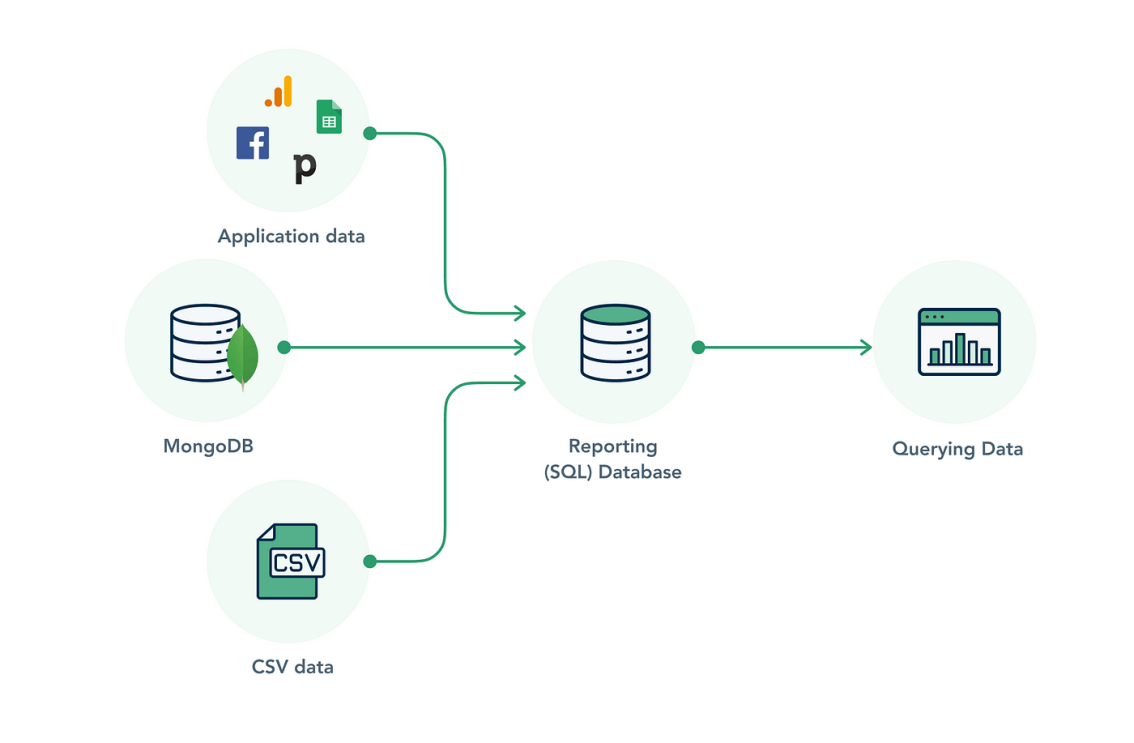 f
p
Application data
MongoDB
Reporting
(SQL) Database
Querying Data
CSV
CSV data